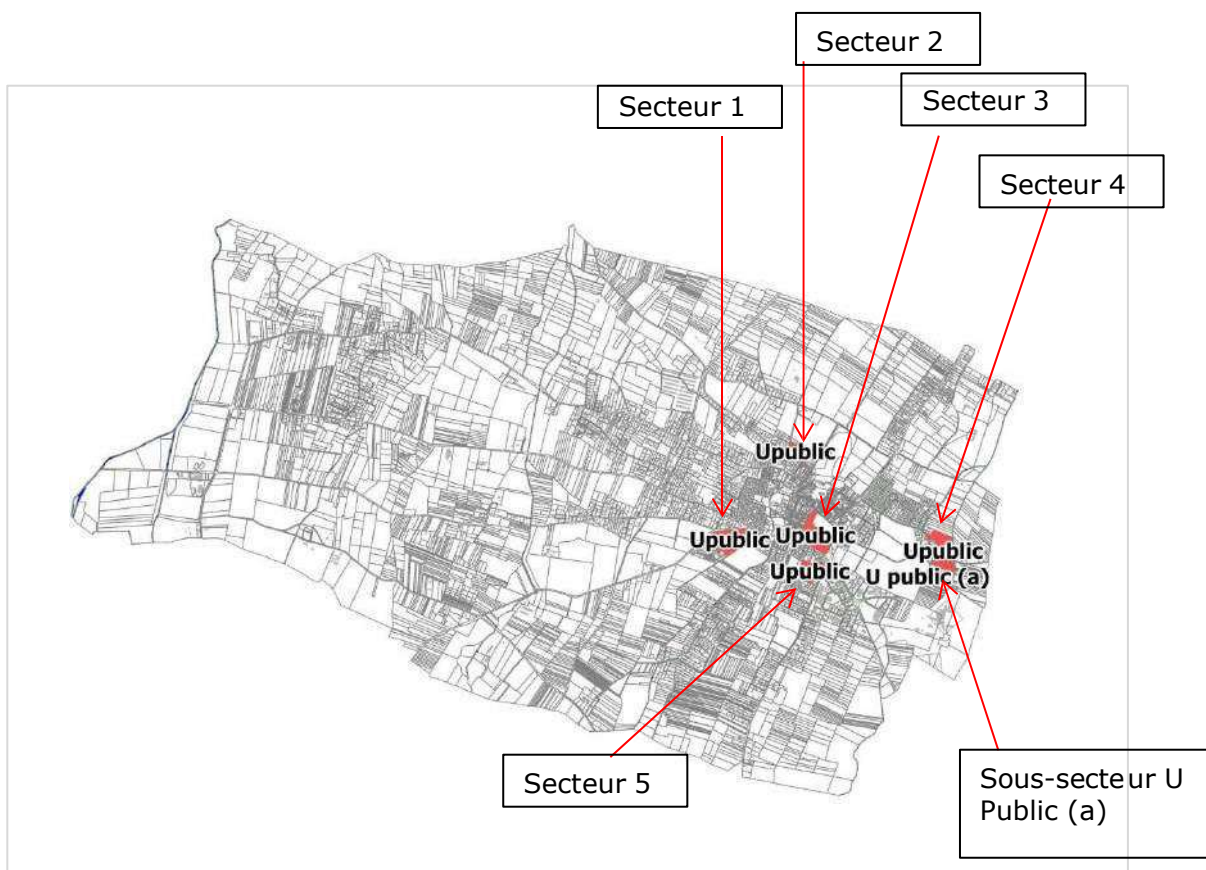 Secteur 2
Secteur 1
Secteur 3
Secteur 4
Upublic
Upublic
Upublic
Upublic
Upublic
U public (a)
Secteur 5
Sous-secteur U
Public (a)